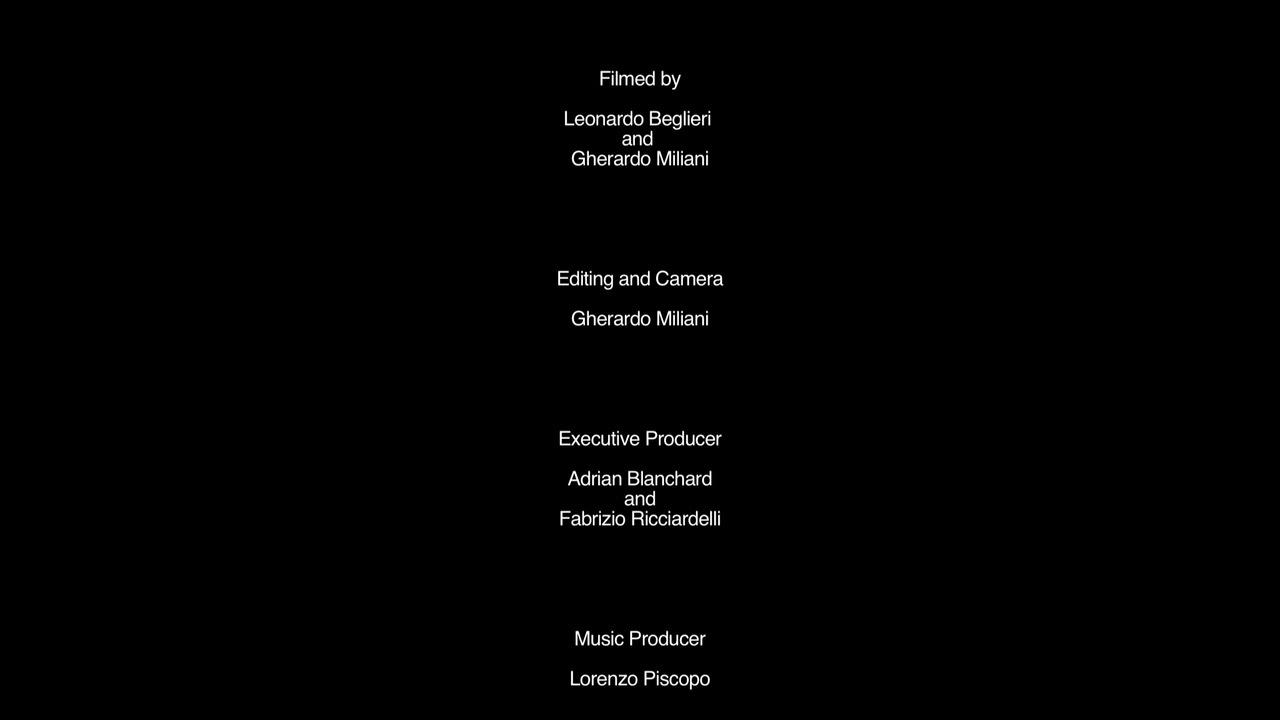 Filmed by
Leonardo Beglieri
and
Gherardo Miliani
Editing and Camera
Gherardo Miliani
Executive Producer
Adrian Blanchard
and
Fabrizio Ricciardelli
Music Producer
Lorenzo Piscopo